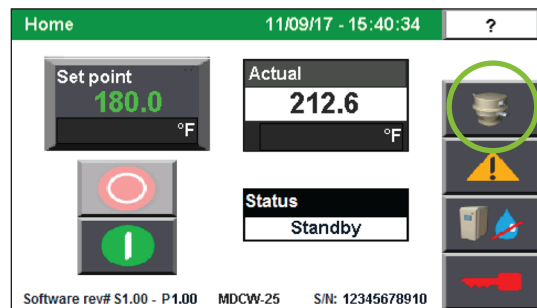 Home 11/09/17 - 15:40:34 ?
Set point
180.0
°F
Actual
212.6
°F
Status
Standby
Software rev# S1.00 - P1.00 MDCW-25 S/N: 12345678910